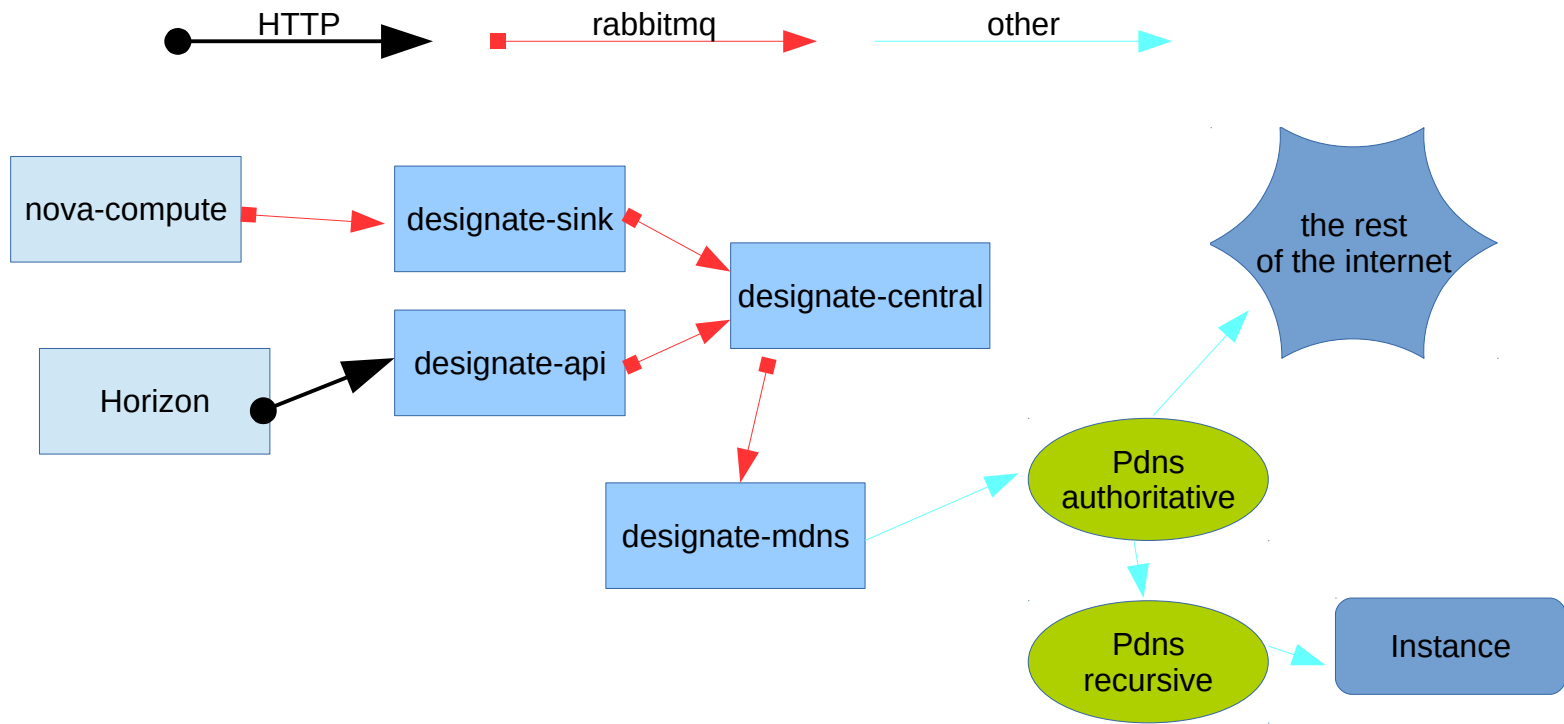 HTTP
rabbitmq
other
nova-compute
designate-sink
the rest
of the internet
designate-central
designate-api
Horizon
Pdns
authoritative
designate-mdns
Pdns
recursive
Instance